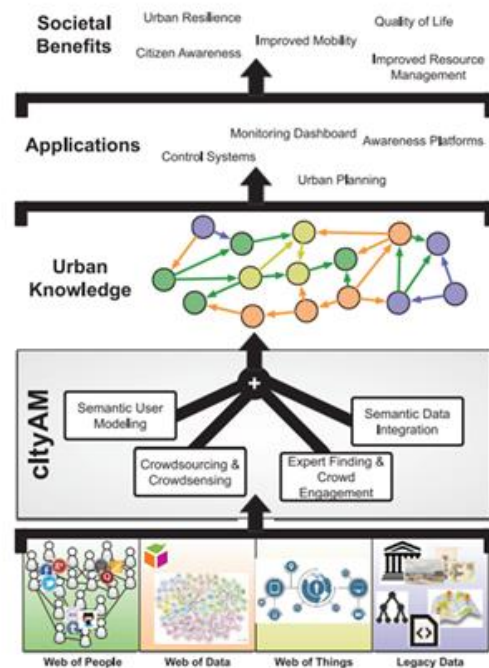 Societal
Benefits
Urban Resilience
Quality of Life
Improved Mobility
Citizen Awareness
Improved Resource
Management
Applications
Monitoring Dashboard
Awareness Platforms
Control Systems
Urban Planning
Urban
Knowledge
cItyAM
+
Semantic User
Modeling
Semantic Data
Integration
Crowdsourcing &
Crowdsensing
Expert Finding &
Crowd
Engagement
Web of People
Web of Data
Web of Things
Legacy Data